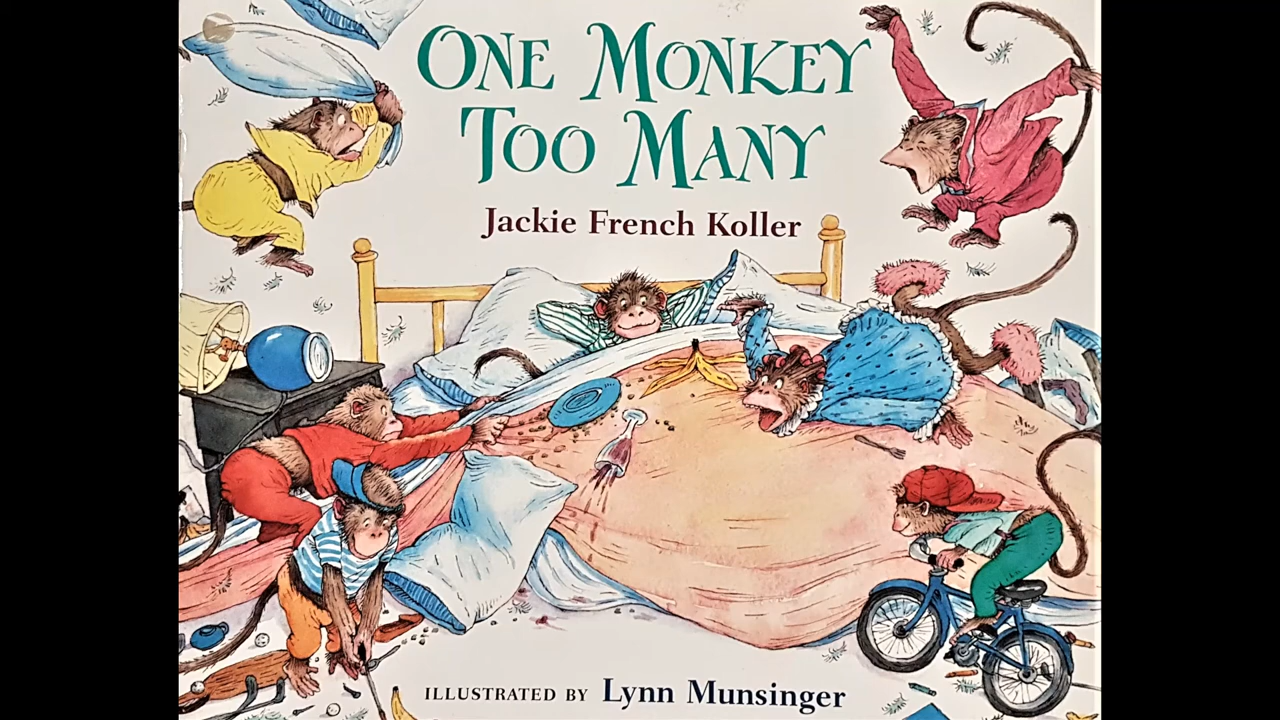 ONE MONKEY
TOO MANY
Jackie French Koller
ILLUSTRATED BY Lynn Munsinger